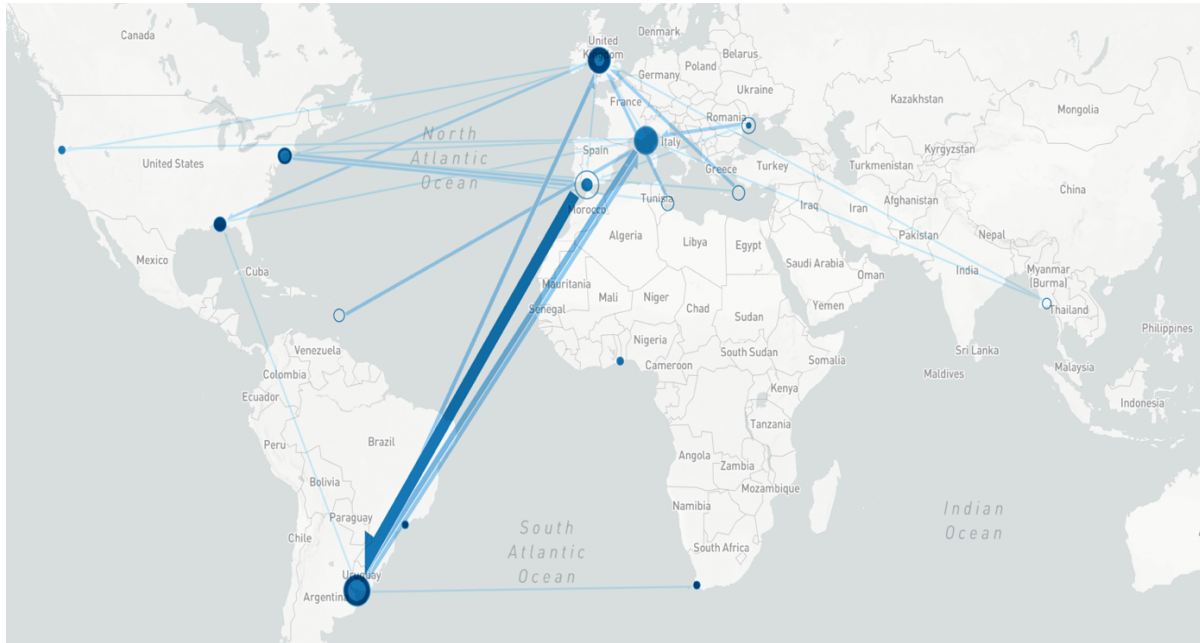 Canada
United
Kingdom
Denmark
Belarus
Poland
Germany
Ukraine
France
Kazakhstan
Mongolia
Romania
North
Atlantic
Ocean
Italy
Spain
Kyrgyzstan
United States
Greece
Turkey
Turkmenistan
China
Tunisia
Morocco
Iraq
Iran
Afghanistan
Algeria
Libya
Egypt
Pakistan
Nepal
Mexico
Cuba
Saudi Arabia
Oman
India
Myanmar
(Burma)
Mauritania
Mali
Niger
Chad
Sudan
Yemen
Thailand
Senegal
Philippines
Venezuela
Nigeria
South Sudan
Somalia
Sri Lanka
Cameroon
Malaysia
Colombia
Maldives
Ecuador
Kenya
Indonesia
Tanzania
Peru
Brazil
Angola
Zambia
Bolivia
Mozambique
Namibia
Indian
Ocean
Paraguay
Chile
South
Atlantic
Ocean
South Africa
Uruguay
Argentina